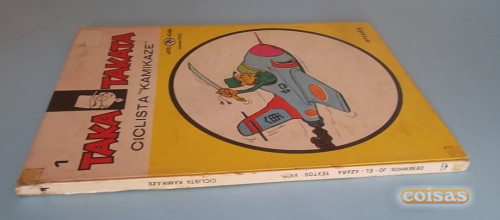 1
TAKA TAKATA
CICLISTA "KAMIKAZE"
CICLISTA KAMIKAZE
DESENHOS: JO - EL - AZARA TEXTOS: VICQ
coisas